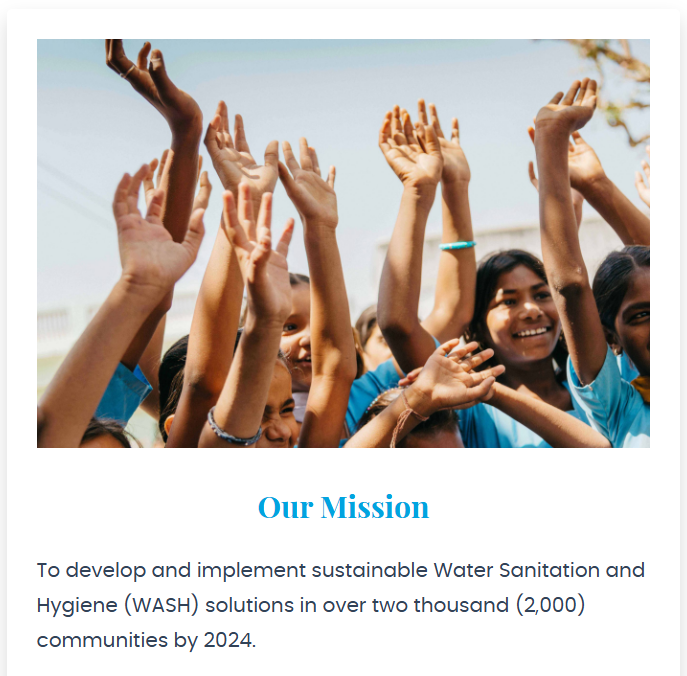 Our Mission
To develop and implement sustainable Water Sanitation and
Hygiene (WASH) solutions in over two thousand (2,000)
communities by 2024.